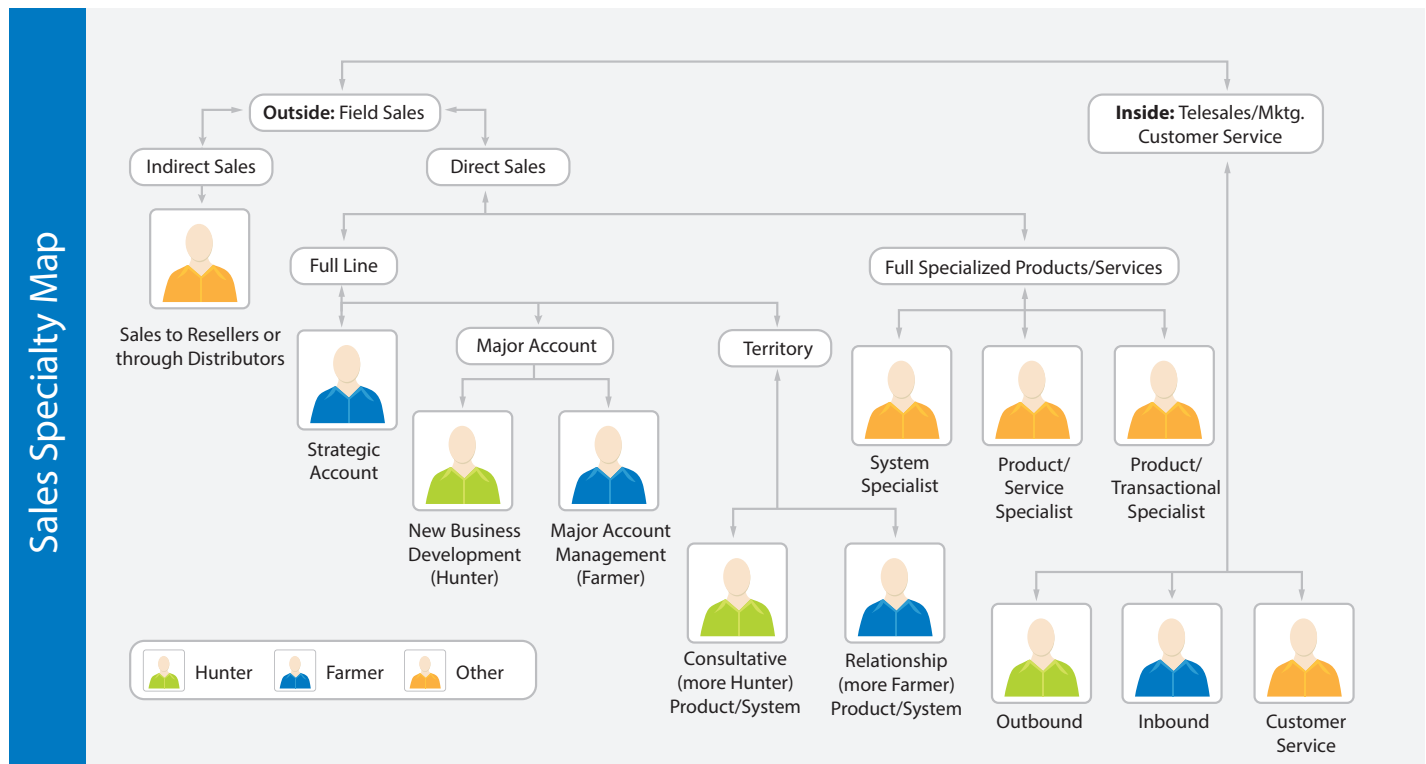 Sales Specialty Map
Outside: Field Sales
Inside: Telesales/Mktg.
Customer Service
Indirect Sales
Direct Sales
Full Line
Full Specialized Products/Services
Sales to Resellers or
through Distributors
Major Account
Territory
Strategic
Account
System
Specialist
Product/
Service
Specialist
Product/
Transactional
Specialist
New Business
Development
(Hunter)
Major Account
Management
(Farmer)
Consultative
(more Hunter)
Product/System
Relationship
(more Farmer)
Product/System
Outbound
Inbound
Customer
Service
Hunter
Farmer
Other